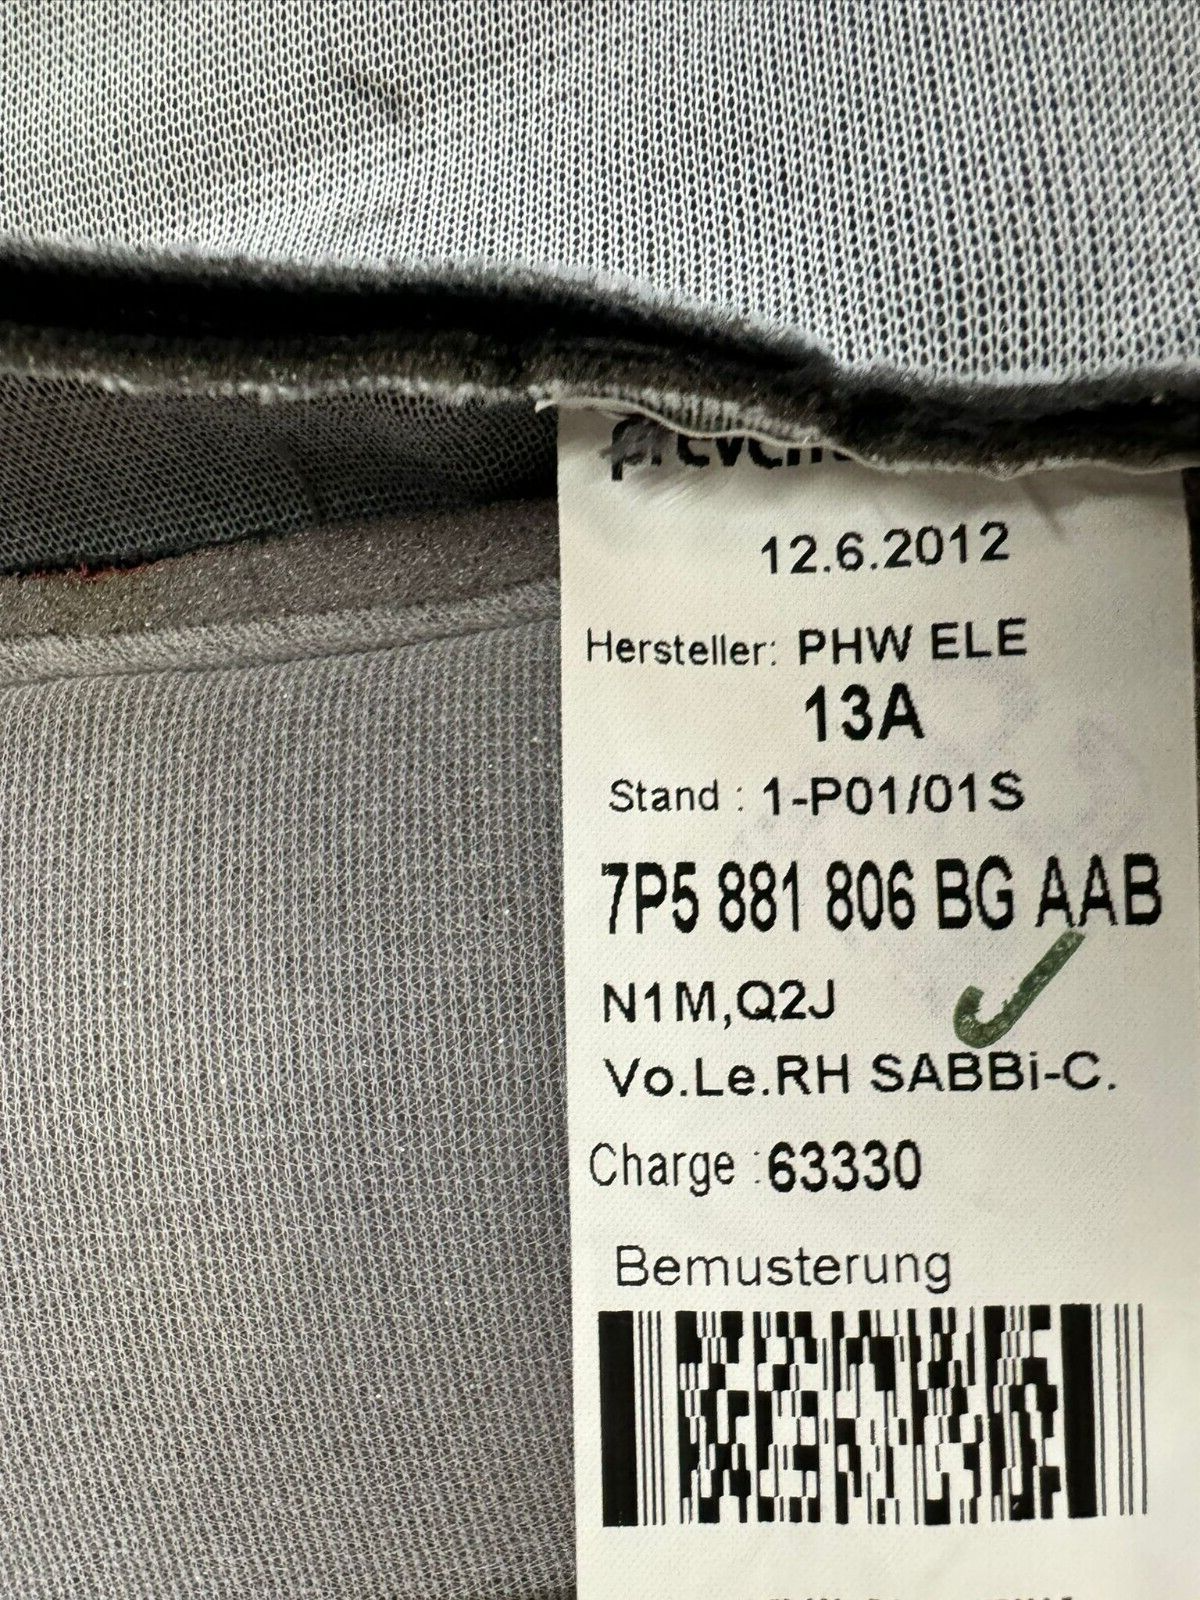 12.6.2012
Hersteller: PHW ELE
13A
Stand : 1-P01/01S
7P5 881 806 BG AAB
N1M,Q2J
Vo.Le.RH SABBi-C.
Charge :63330
Bemusterung